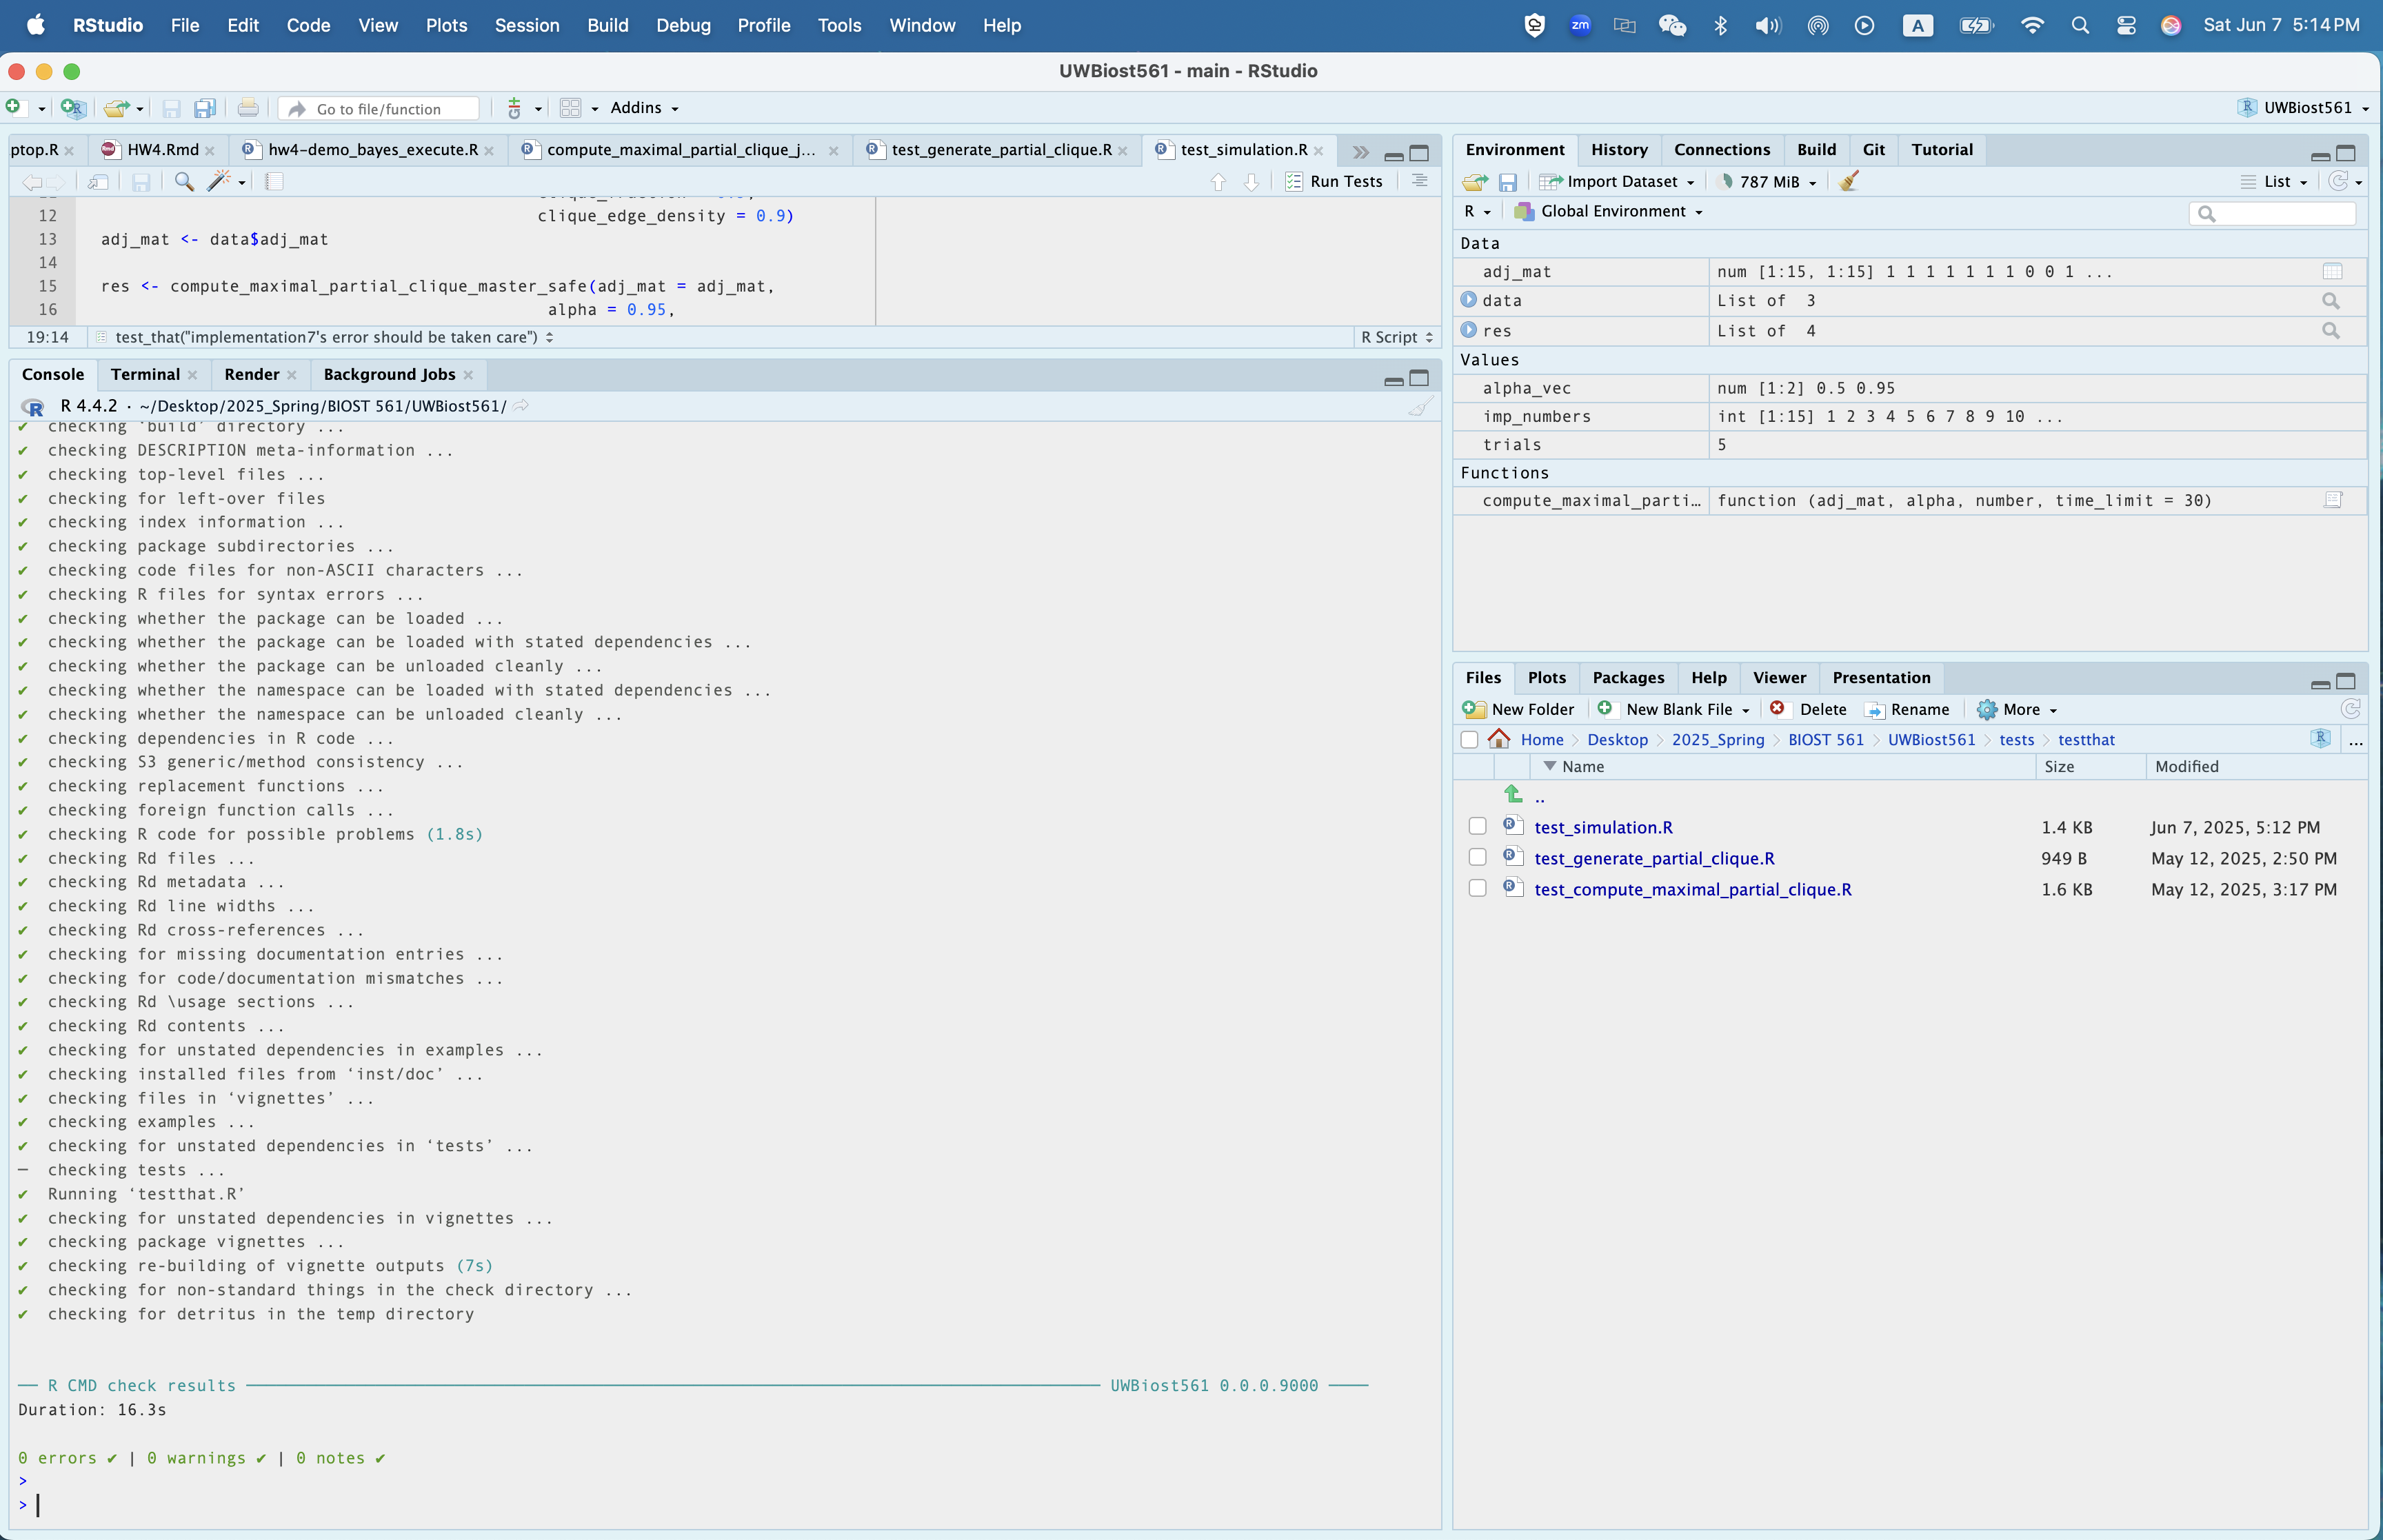 RStudio File Edit Code View Plots Session Build Debug Profile Tools Window Help zm A Sat Jun 7 5:14 PM
UWBiost561 - main - RStudio
Go to file/function Addins UWBiost561
ptop.R HW4.Rmd hw4-demo_bayes_execute.R compute_maximal_partial_clique_j... test_generate_partial_clique.R test_simulation.R
Run Tests
12 clique_edge_density = 0.9)
13 adj_mat <- data$adj_mat
14
15 res <- compute_maximal_partial_clique_master_safe(adj_mat = adj_mat,
16 alpha = 0.95,
19:14 test_that("implementation7's error should be taken care") R Script
Console Terminal Render Background Jobs
R 4.4.2 · ~/Desktop/2025_Spring/BIOST 561/UWBiost561/
✔ checking ‘build’ directory ...
✔ checking DESCRIPTION meta-information ...
✔ checking top-level files ...
✔ checking for left-over files
✔ checking index information ...
✔ checking package subdirectories ...
✔ checking code files for non-ASCII characters ...
✔ checking R files for syntax errors ...
✔ checking whether the package can be loaded ...
✔ checking whether the package can be loaded with stated dependencies ...
✔ checking whether the package can be unloaded cleanly ...
✔ checking whether the namespace can be loaded with stated dependencies ...
✔ checking whether the namespace can be unloaded cleanly ...
✔ checking dependencies in R code ...
✔ checking S3 generic/method consistency ...
✔ checking replacement functions ...
✔ checking foreign function calls ...
✔ checking R code for possible problems (1.8s)
✔ checking Rd files ...
✔ checking Rd metadata ...
✔ checking Rd line widths ...
✔ checking Rd cross-references ...
✔ checking for missing documentation entries ...
✔ checking for code/documentation mismatches ...
✔ checking Rd \usage sections ...
✔ checking Rd contents ...
✔ checking for unstated dependencies in examples ...
✔ checking installed files from ‘inst/doc’ ...
✔ checking files in ‘vignettes’ ...
✔ checking examples ...
✔ checking for unstated dependencies in ‘tests’ ...
─ checking tests ...
✔ Running ‘testthat.R’
✔ checking for unstated dependencies in vignettes ...
✔ checking package vignettes ...
✔ checking re-building of vignette outputs (7s)
✔ checking for non-standard things in the check directory ...
✔ checking for detritus in the temp directory
── R CMD check results ── UWBiost561 0.0.0.9000 ──
Duration: 16.3s
0 errors ✔ | 0 warnings ✔ | 0 notes ✔
>
>
Environment History Connections Build Git Tutorial
Import Dataset 787 MiB List
R Global Environment
Data
adj_mat num [1:15, 1:15] 1 1 1 1 1 1 1 0 0 1 ...
data List of 3
res List of 4
Values
alpha_vec num [1:2] 0.5 0.95
imp_numbers int [1:15] 1 2 3 4 5 6 7 8 9 10 ...
trials 5
Functions
compute_maximal_parti… function (adj_mat, alpha, number, time_limit = 30)
Files Plots Packages Help Viewer Presentation
New Folder New Blank File Delete Rename More
Home Desktop 2025_Spring BIOST 561 UWBiost561 tests testthat ...
Name Size Modified
..
test_simulation.R 1.4 KB Jun 7, 2025, 5:12 PM
test_generate_partial_clique.R 949 B May 12, 2025, 2:50 PM
test_compute_maximal_partial_clique.R 1.6 KB May 12, 2025, 3:17 PM